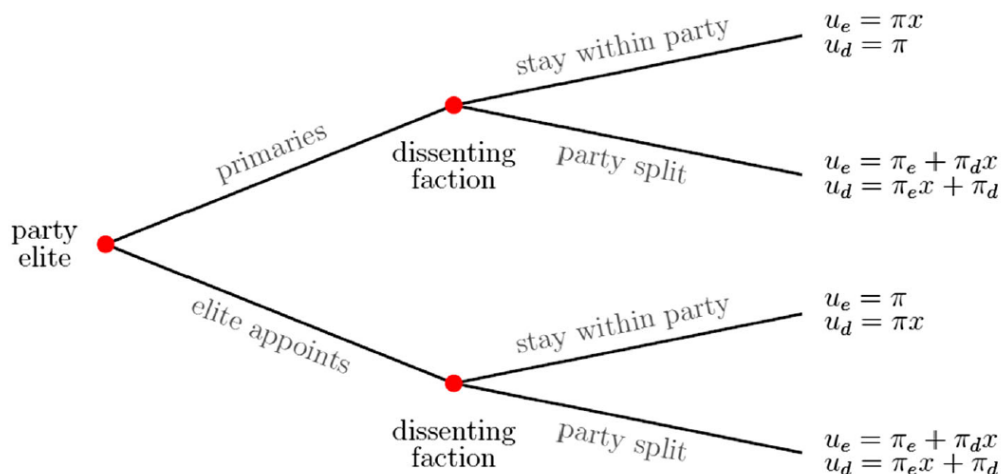 u_e = πx
u_d = π
stay within party
primaries
dissenting
faction
party split
u_e = π_e + π_d x
u_d = π_e x + π_d
party
elite
elite appoints
u_e = π
u_d = πx
stay within party
dissenting
faction
party split
u_e = π_e + π_d x
u_d = π_e x + π_d